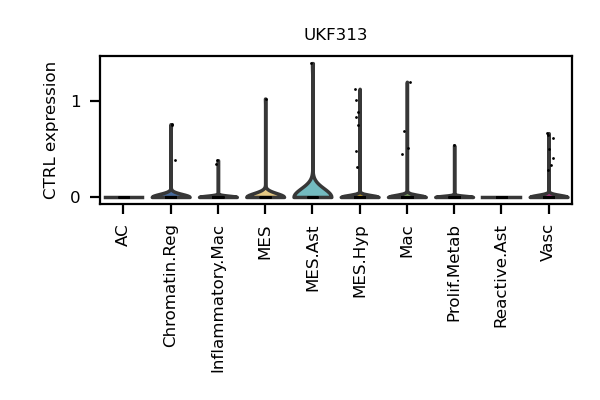 UKF313
CTRL expression
1
0
AC
Chromatin.Reg
Inflammatory.Mac
MES
MES.Ast
MES.Hyp
Mac
Prolif.Metab
Reactive.Ast
Vasc